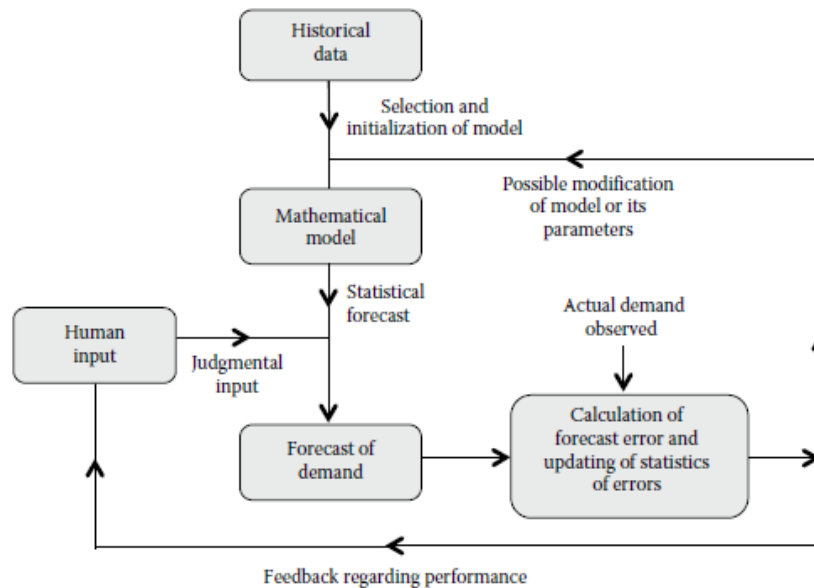 Historical
data
Selection and
initialization of model
Possible modification
of model or its
parameters
Mathematical
model
Statistical
forecast
Actual demand
observed
Human
input
Judgmental
input
Calculation of
forecast error and
updating of statistics
of errors
Forecast of
demand
Feedback regarding performance